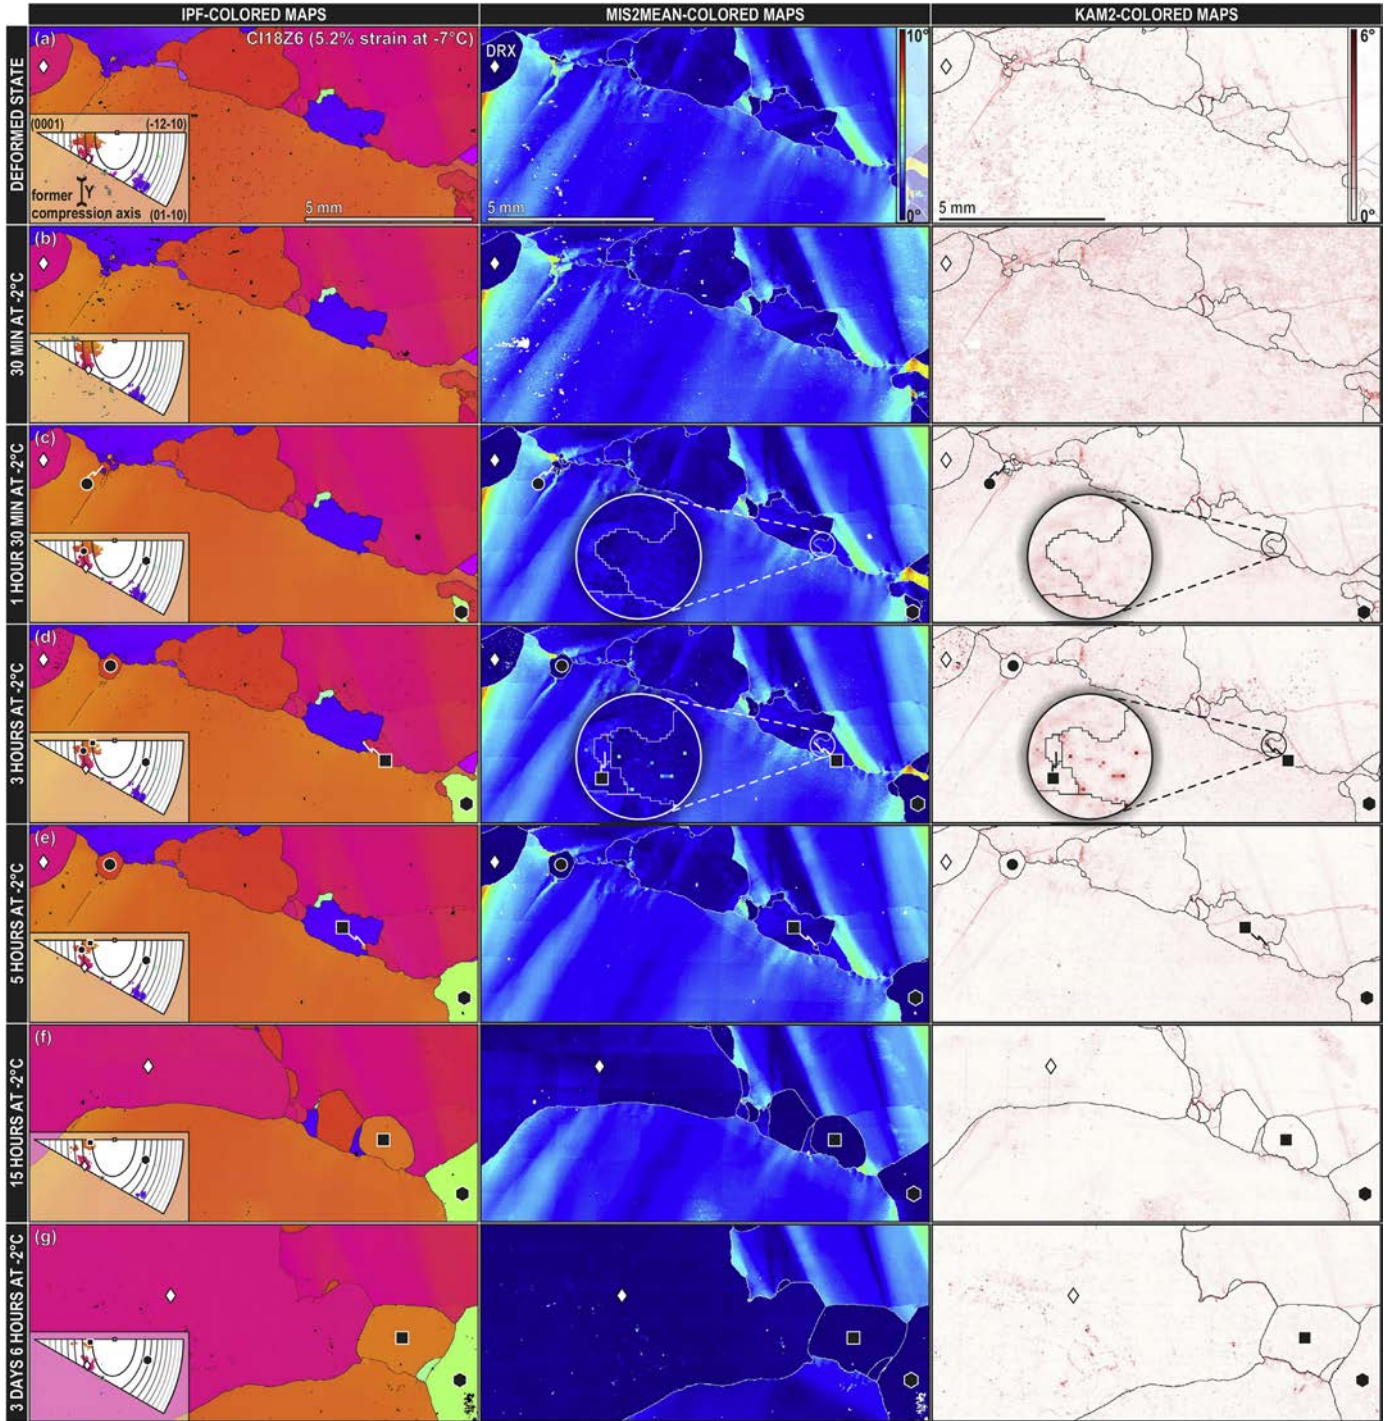 IPF-COLORED MAPS
MIS2MEAN-COLORED MAPS
KAM2-COLORED MAPS
DEFORMED STATE
(a)
CI18Z6 (5.2% strain at -7°C)
(0001)
(-12-10)
former
Y
compression axis
(01-10)
5 mm
DRX
10°
0°
5 mm
6°
0°
5 mm
30 MIN AT -2°C
(b)
1 HOUR 30 MIN AT -2°C
(c)
3 HOURS AT -2°C
(d)
5 HOURS AT -2°C
(e)
15 HOURS AT -2°C
(f)
3 DAYS 6 HOURS AT -2°C
(g)